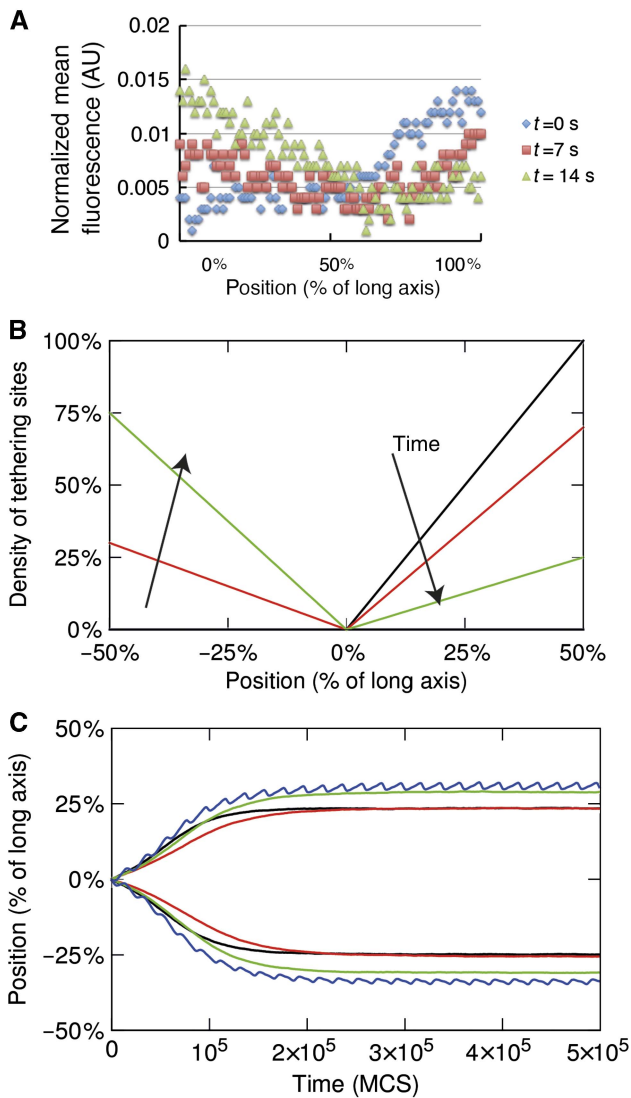 A
Normalized mean
fluorescence (AU)
0.02
0.015
0.01
0.005
0
0%
50%
100%
Position (% of long axis)
t =0 s
t =7 s
t = 14 s
B
Density of tethering sites
100%
75%
50%
25%
0%
Time
−50%
−25%
0%
25%
50%
Position (% of long axis)
C
Position (% of long axis)
50%
25%
0%
−25%
−50%
0
10⁵
2×10⁵
3×10⁵
4×10⁵
5×10⁵
Time (MCS)